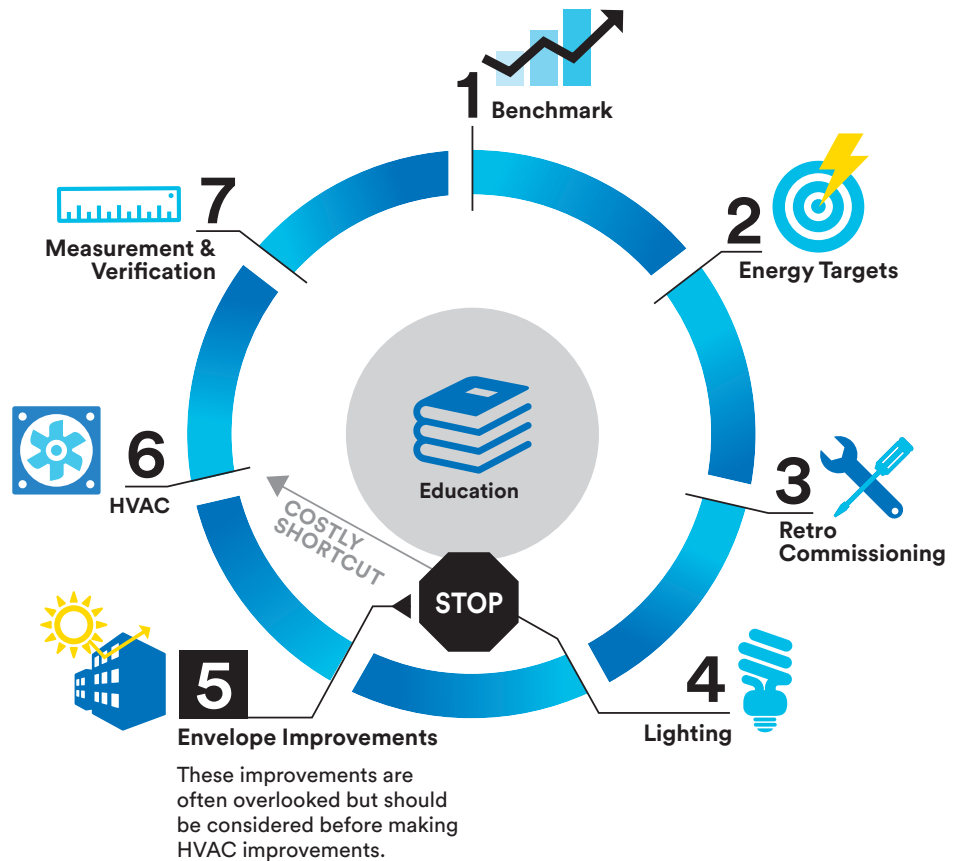 1
Benchmark
2
Energy Targets
3
Retro
Commissioning
4
Lighting
5
Envelope Improvements
These improvements are
often overlooked but should
be considered before making
HVAC improvements.
6
HVAC
7
Measurement &
Verification
Education
STOP
COSTLY
SHORTCUT